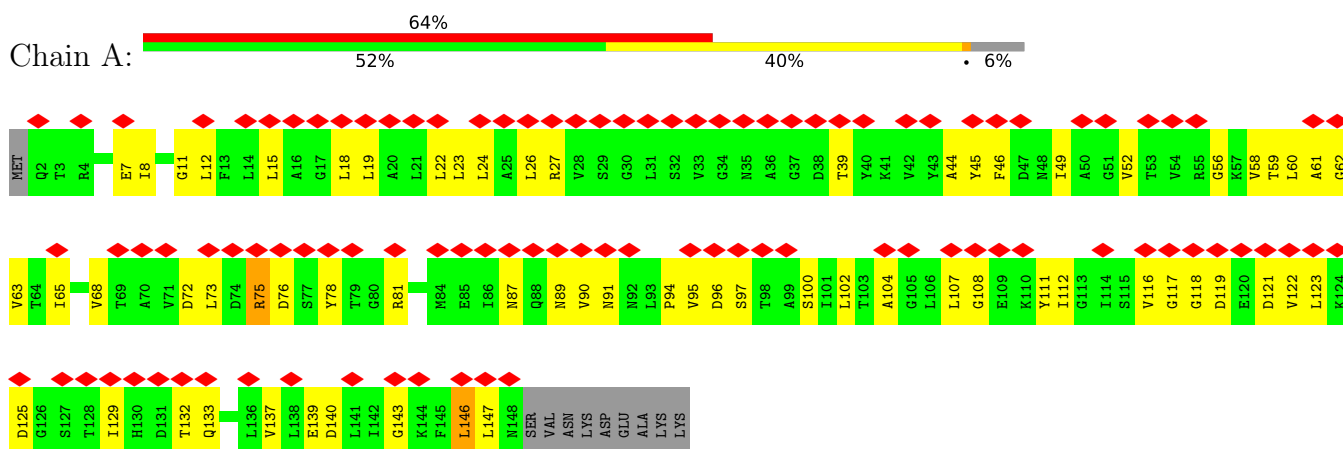 64%
Chain A:
52% 40% • 6%
MET Q2 T3 R4 E7 I8 G11 L12 F13 L14 L15 A16 G17 L18 L19 A20 L21 L22 L23 L24 A25 L26 R27 V28 S29 G30 L31 S32 V33 G34 N35 A36 G37 D38 T39 Y40 K41 V42 Y43 A44 Y45 F46 D47 N48 I49 A50 G51 V52 T53 V54 R55 G56 K57 V58 T59 L60 A61 G62
V63 T64 I65 V68 T69 A70 V71 D72 L73 D74 R75 D76 S77 Y78 T79 G80 R81 M84 E85 I86 N87 Q88 N89 V90 N91 N92 L93 P94 V95 D96 S97 T98 A99 S100 I101 L102 T103 A104 G105 L106 L107 G108 E109 K110 Y111 I112 G113 I114 S115 V116 G117 G118 D119 E120 D121 V122 L123 K124
D125 G126 S127 T128 I129 H130 D131 T132 Q133 L136 V137 L138 E139 D140 L141 I142 G143 K144 F145 L146 L147 N148 SER VAL ASN LYS ASP GLU ALA LYS LYS